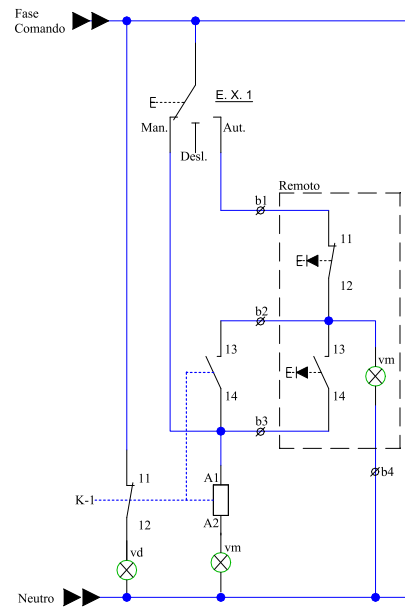 Fase
Comando
E. X. 1
E
Man.
Aut.
Desl.
b1
Remoto
11
E
12
b2
13
14
13
E
14
vm
b3
b4
11
K-1
12
A1
A2
vd
vm
Neutro